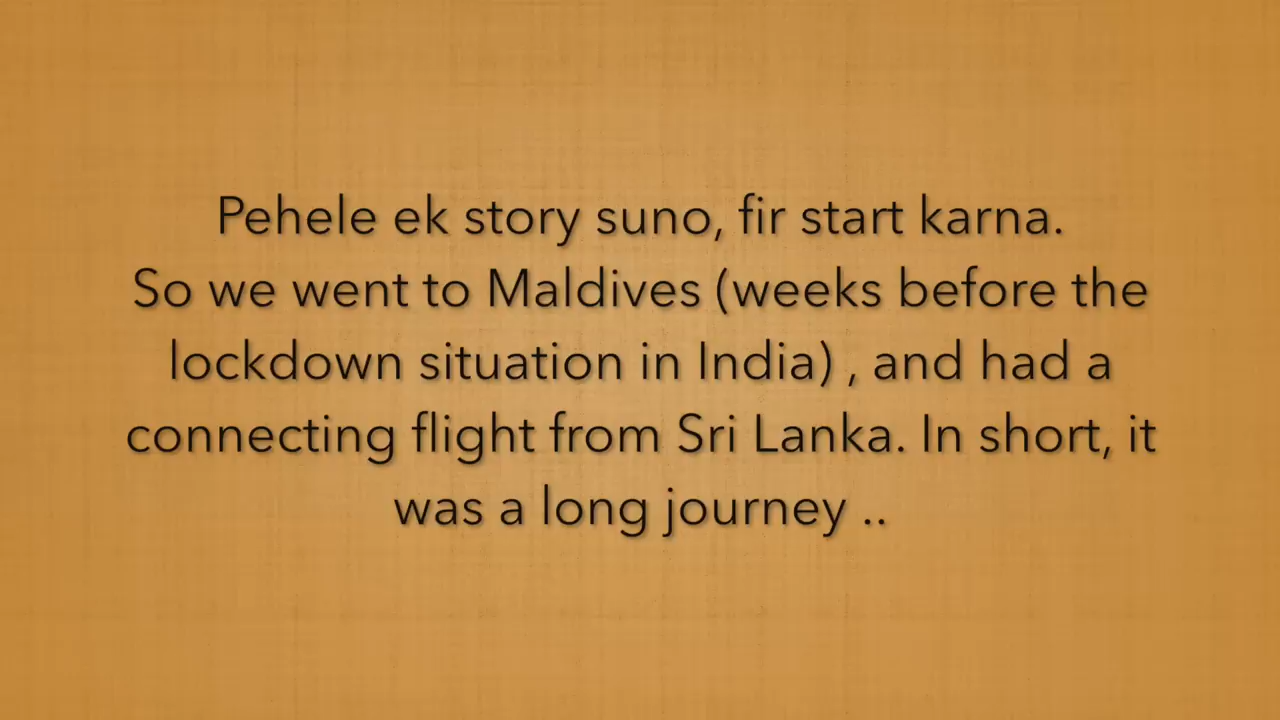 Pehele ek story suno, fir start karna.
So we went to Maldives (weeks before the
lockdown situation in India) , and had a
connecting flight from Sri Lanka. In short, it
was a long journey ..